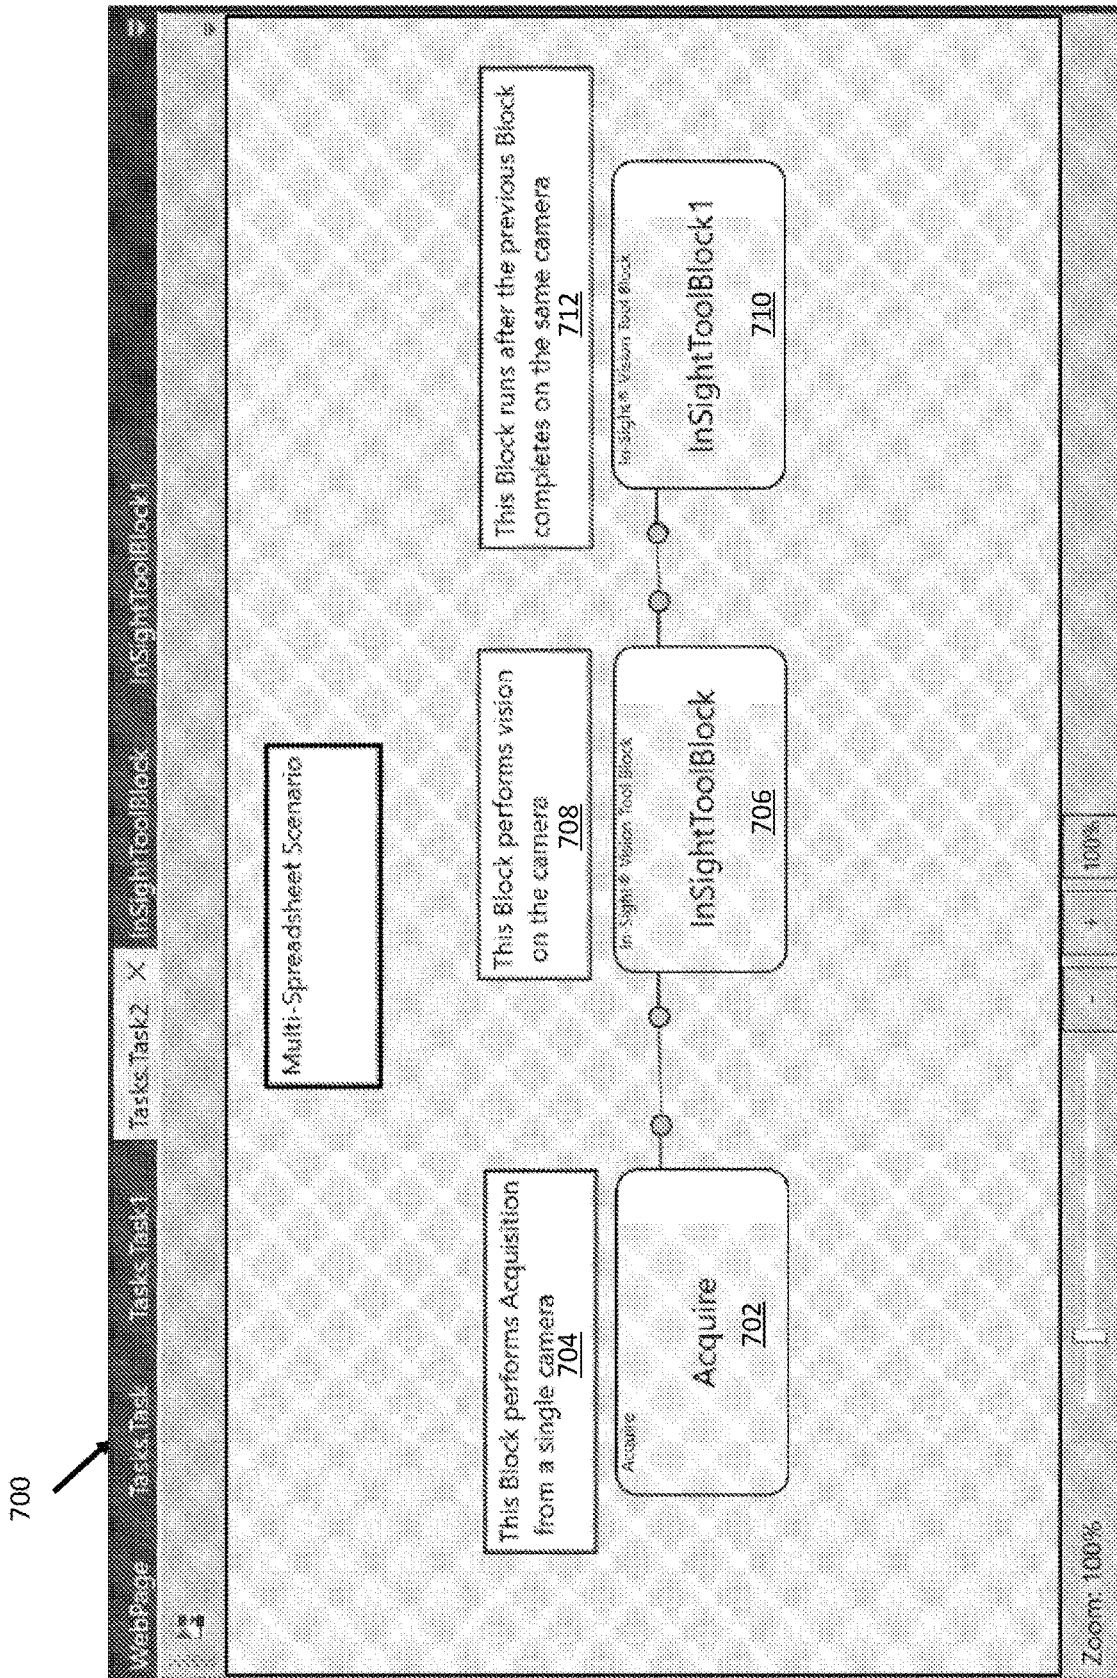 700
WebPage Tasks.Task Tasks.Task1 Tasks.Task2 X InSightToolBlock InSightToolBlock1
Multi-Spreadsheet Scenario
This Block performs Acquisition
from a single camera
704
This Block performs vision
on the camera
708
This Block runs after the previous Block
completes on the same camera
712
Acquire
Acquire
702
In-Sight® Vision Tool Block
InSightToolBlock
706
In-Sight® Vision Tool Block
InSightToolBlock1
710
Zoom: 100%
- + 100%